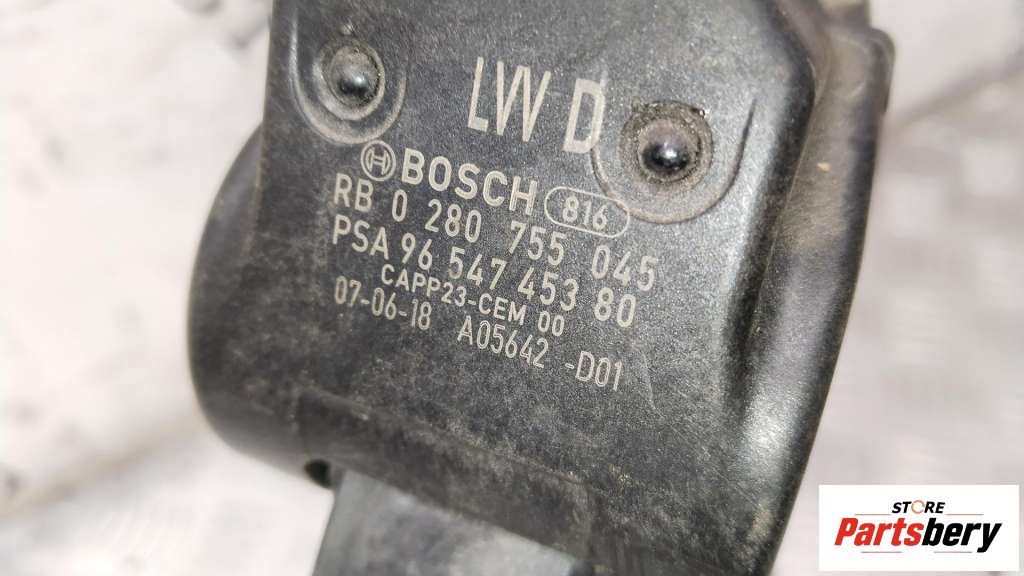 LW D
BOSCH 816
RB 0 280 755 045
PSA 96 547 453 80
CAPP23-CEM 00
07-06-18 A05642 -D01
STORE
Partsbery